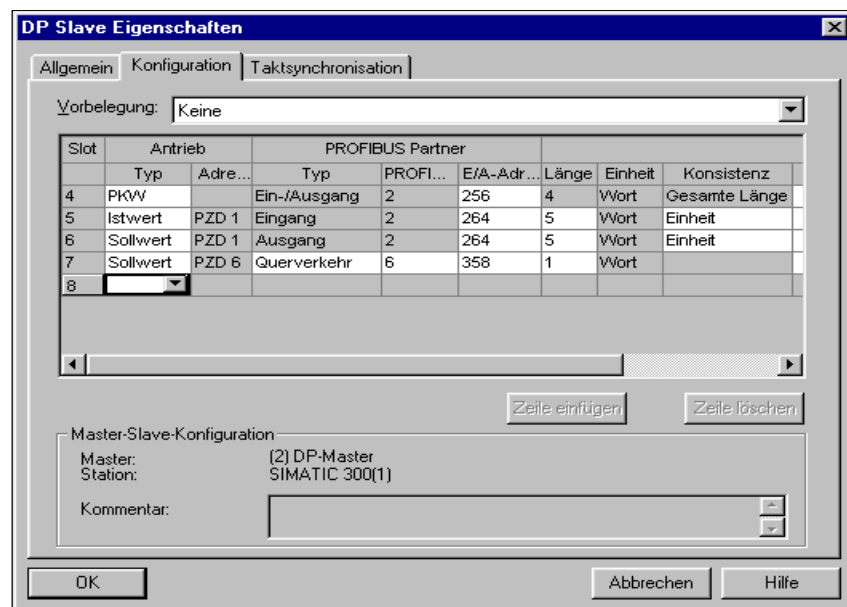 DP Slave Eigenschaften
Allgemein Konfiguration Taktsynchronisation
Vorbelegung: Keine
Slot Antrieb PROFIBUS Partner
Typ Adre... Typ PROFI... E/A-Adr... Länge Einheit Konsistenz
4 PKW Ein-/Ausgang 2 256 4 Wort Gesamte Länge
5 Istwert PZD 1 Eingang 2 264 5 Wort Einheit
6 Sollwert PZD 1 Ausgang 2 264 5 Wort Einheit
7 Sollwert PZD 6 Querverkehr 6 358 1 Wort
8
Zeile einfügen Zeile löschen
Master-Slave-Konfiguration
Master: (2) DP-Master
Station: SIMATIC 300(1)
Kommentar:
OK Abbrechen Hilfe